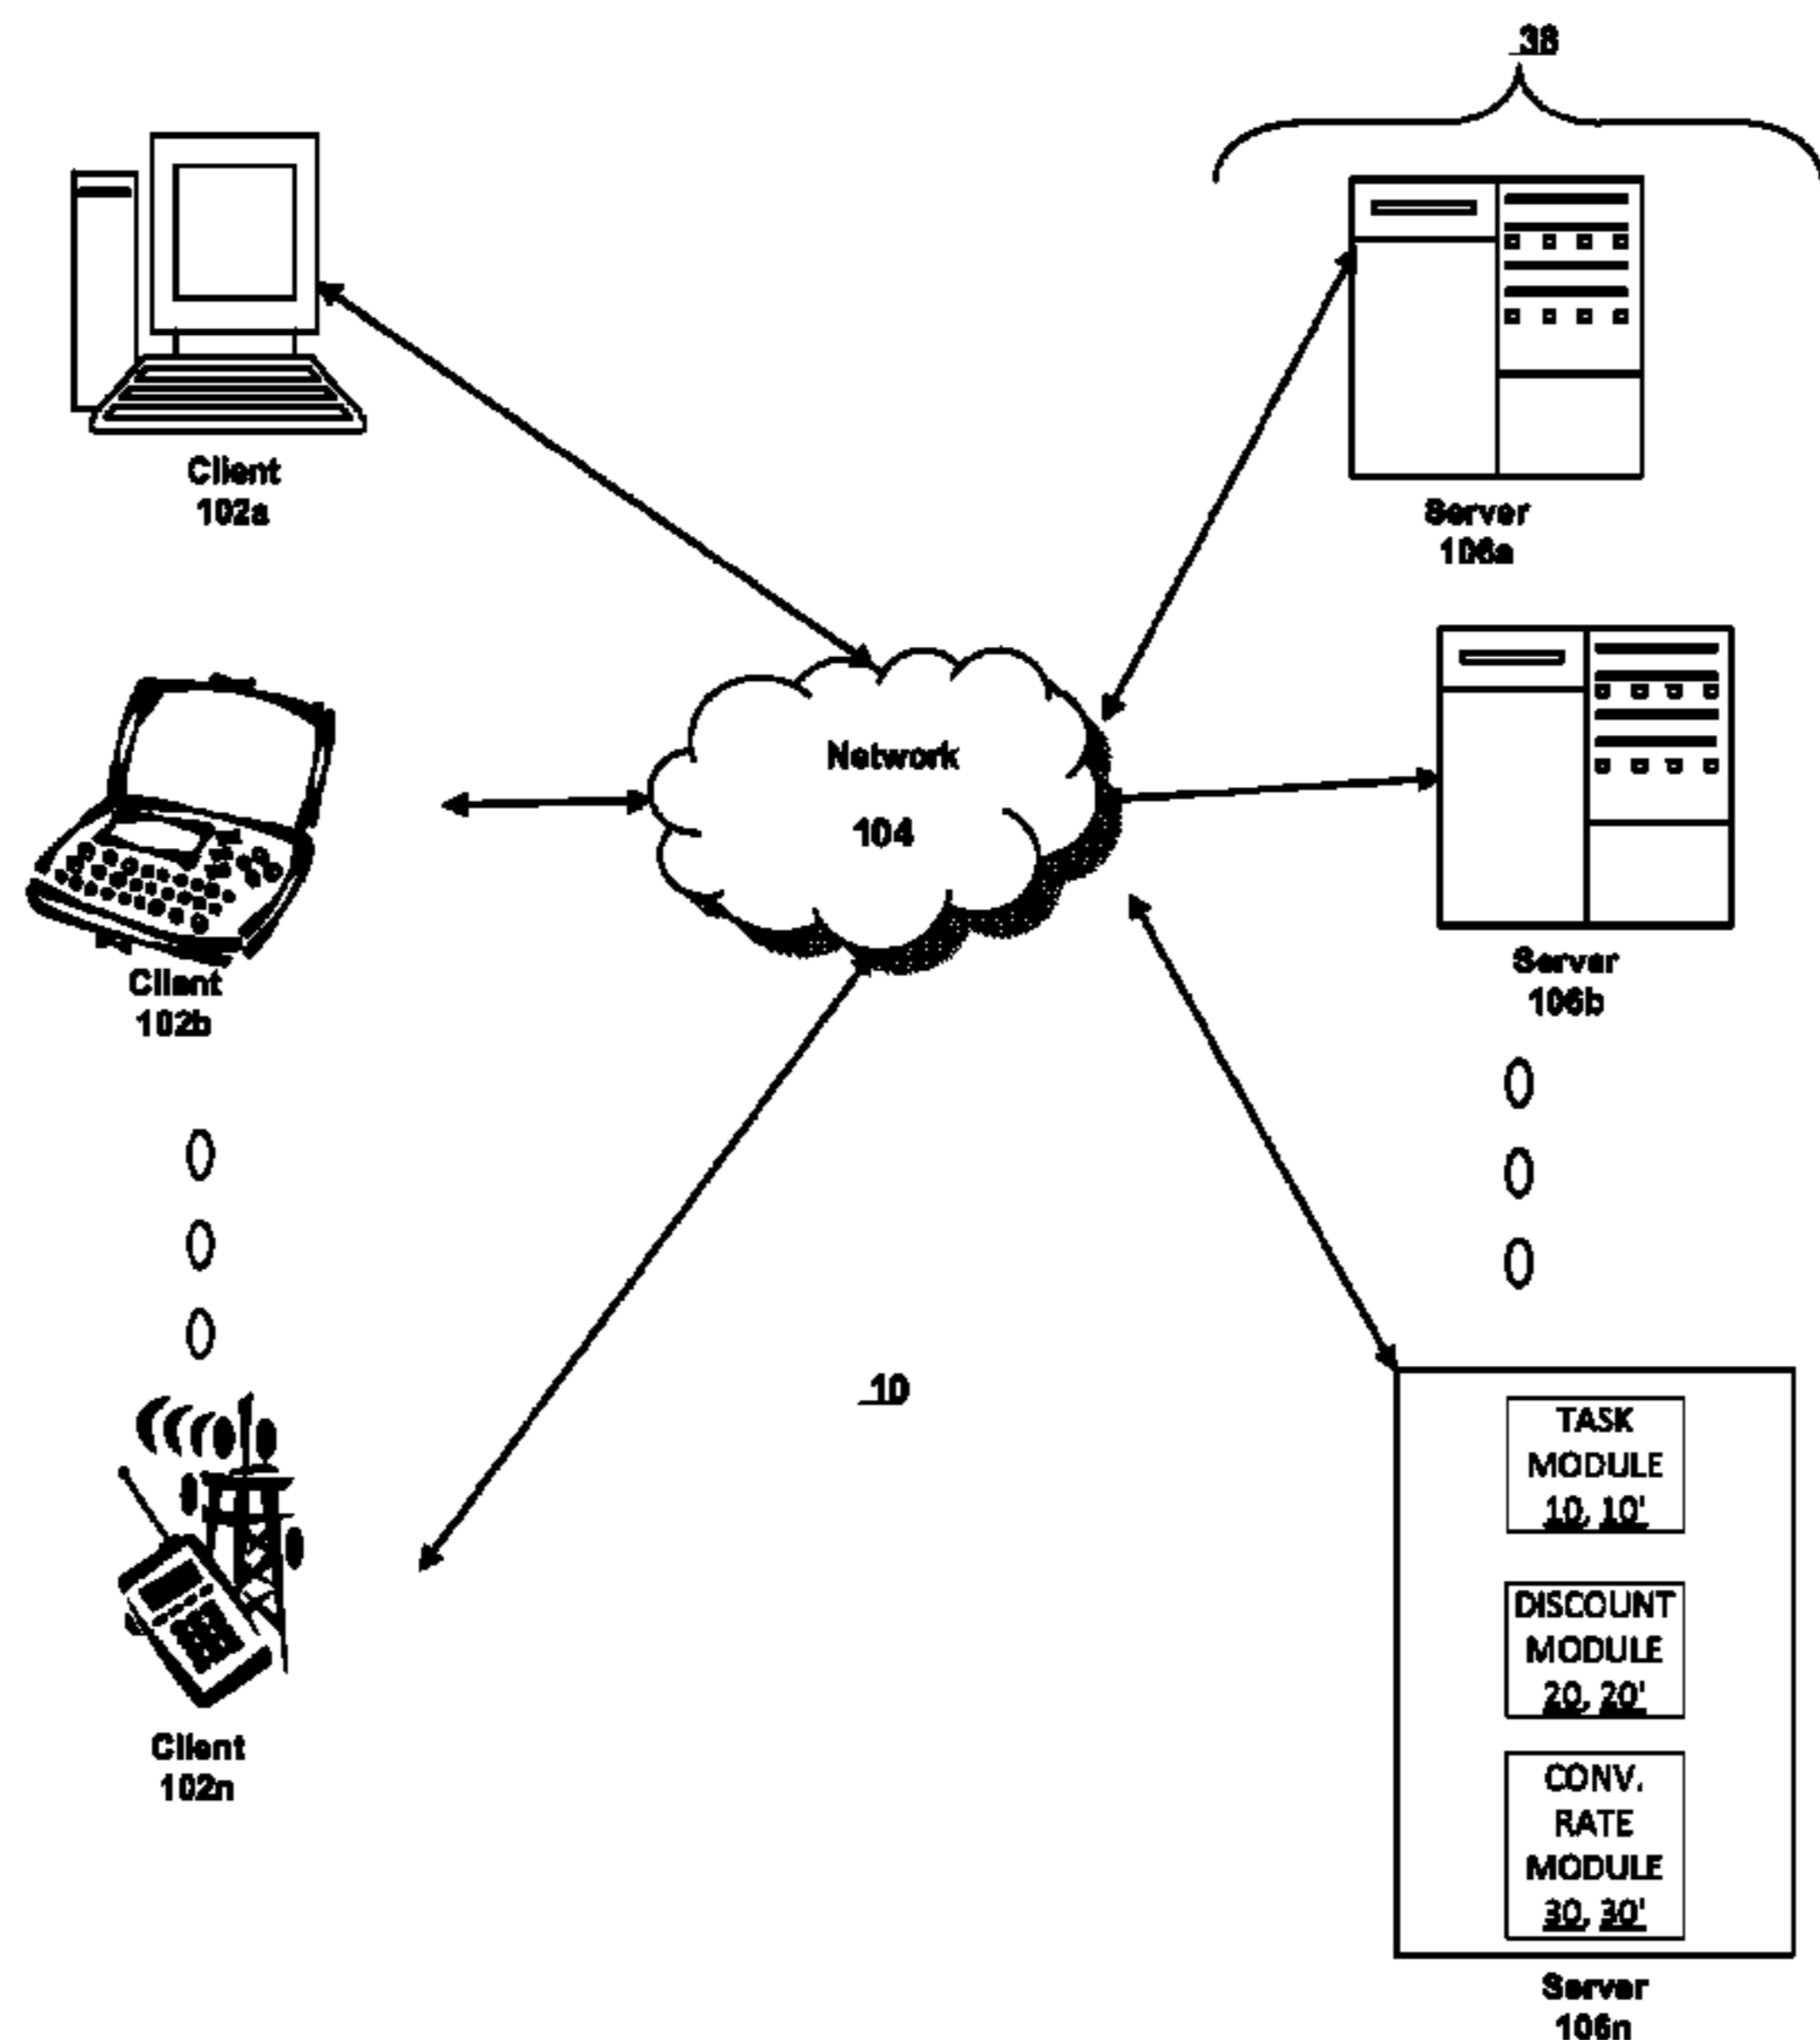 38
Client
102a
Server
106a
Network
104
Client
102b
Server
106b
10
TASK
MODULE
10, 10'
DISCOUNT
MODULE
20, 20'
CONV.
RATE
MODULE
30, 30'
Client
102n
Server
106n